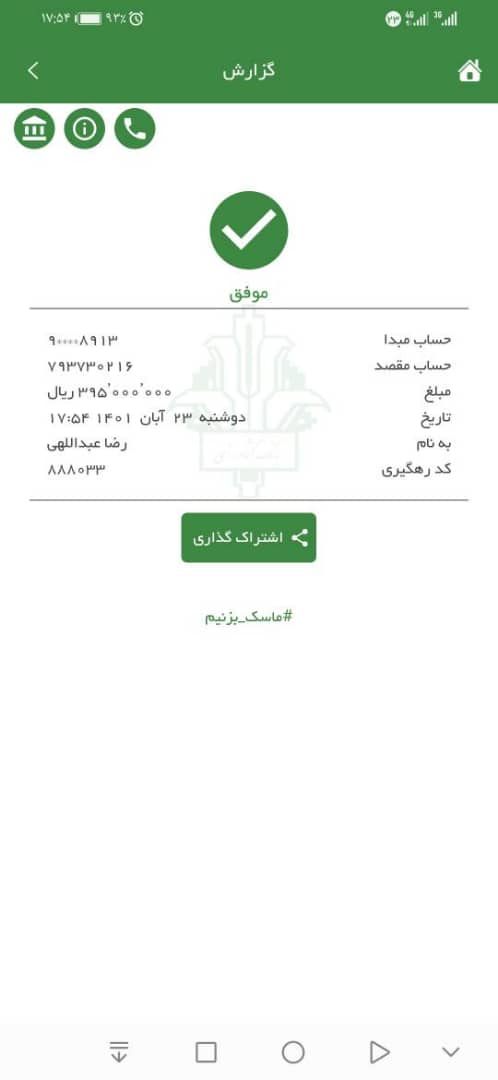 ۱۷:۵۴ ۹۳٪ ۲۳ 4G 3G
گزارش
موفق
حساب مبدا ۹۰۰۰۰۸۹۱۳
حساب مقصد ۷۹۳۷۳۰۲۱۶
مبلغ ۳۹۵٬۰۰۰٬۰۰۰ ریال
تاریخ دوشنبه ۲۳ آبان ۱۴۰۱ ۱۷:۵۴
به نام رضا عبداللهی
کد رهگیری ۸۸۸۰۳۳
اشتراک گذاری
#ماسک_بزنیم